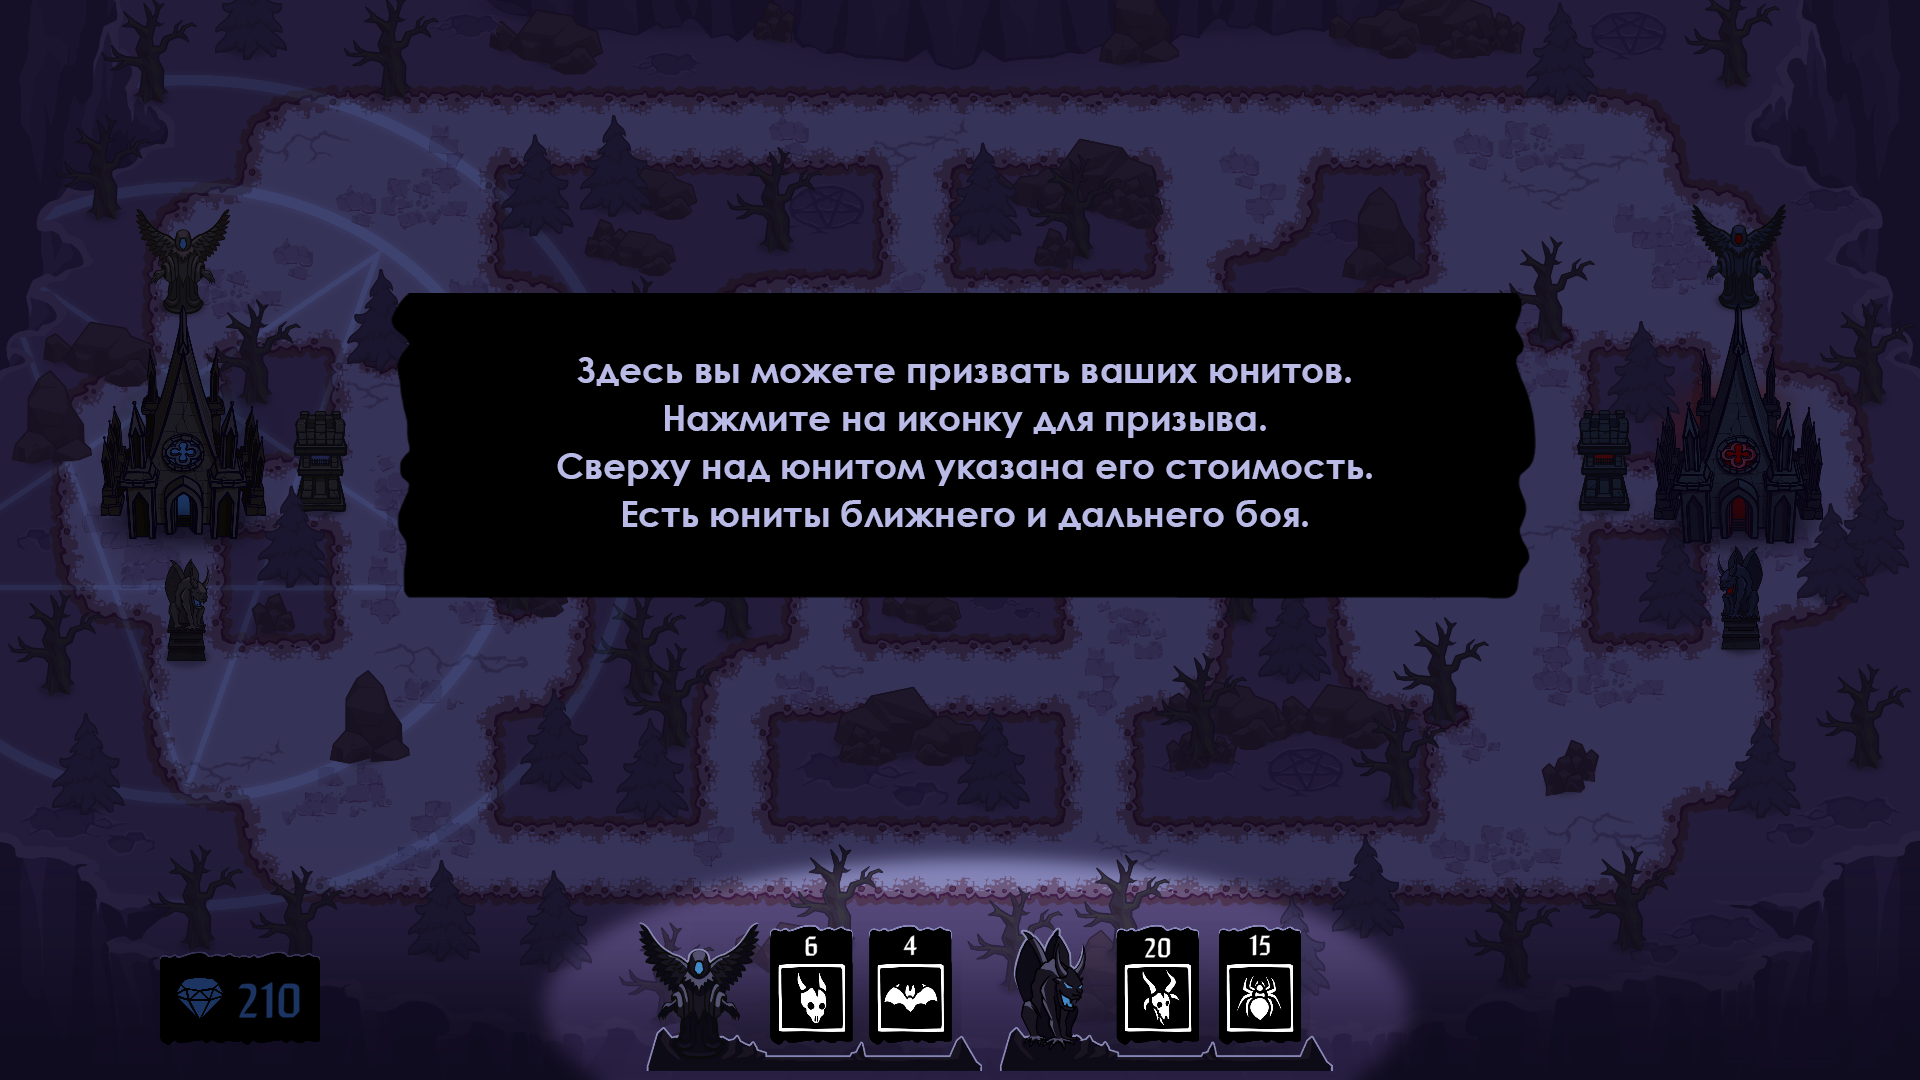 Здесь вы можете призвать ваших юнитов.
Нажмите на иконку для призыва.
Сверху над юнитом указана его стоимость.
Есть юниты ближнего и дальнего боя.
6 4 20 15
210